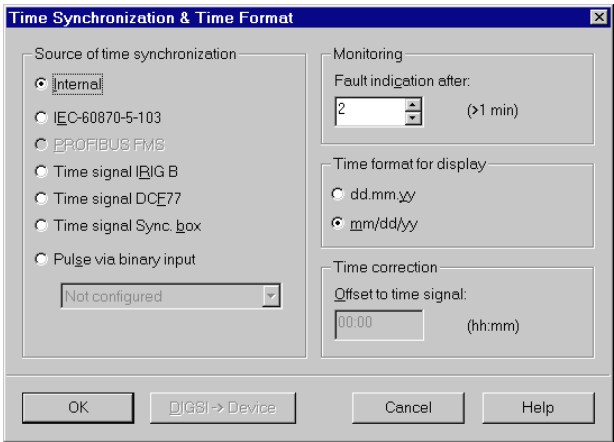 Time Synchronization & Time Format
Source of time synchronization
Internal
IEC-60870-5-103
PROFIBUS FMS
Time signal IRIG B
Time signal DCF77
Time signal Sync. box
Pulse via binary input
Not configured
Monitoring
Fault indication after:
2 (>1 min)
Time format for display
dd.mm.yy
mm/dd/yy
Time correction
Offset to time signal:
00:00 (hh:mm)
OK DIGSI -> Device Cancel Help